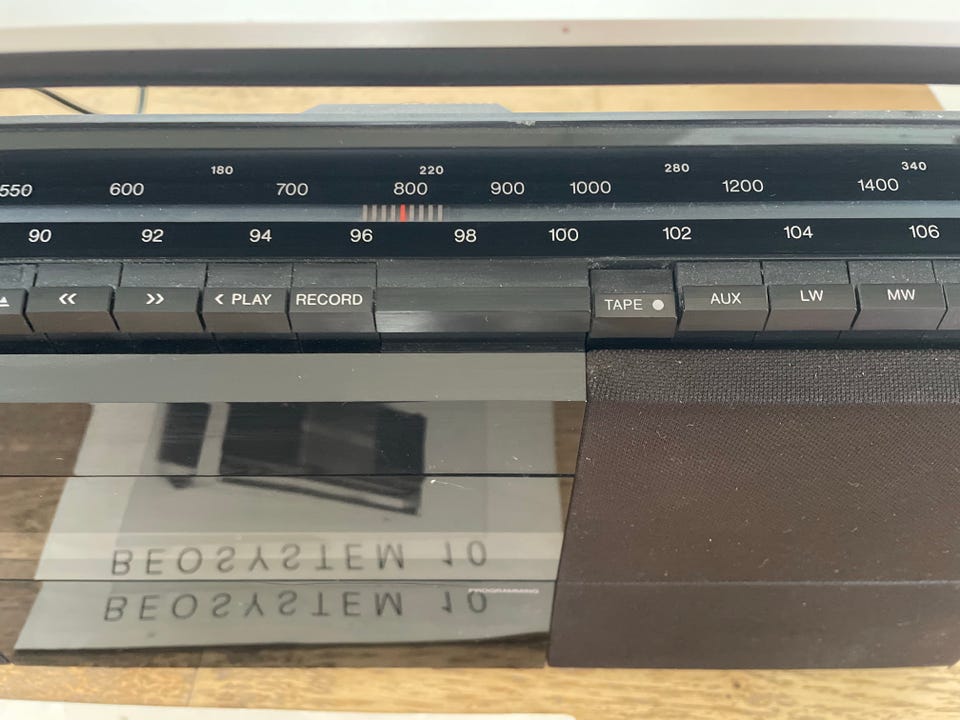 180 220 280 340
550 600 700 800 900 1000 1200 1400
90 92 94 96 98 100 102 104 106
<< >> < PLAY RECORD TAPE AUX LW MW
BEOSYSTEM 10
PROGRAMMING
BEOSYSTEM 10